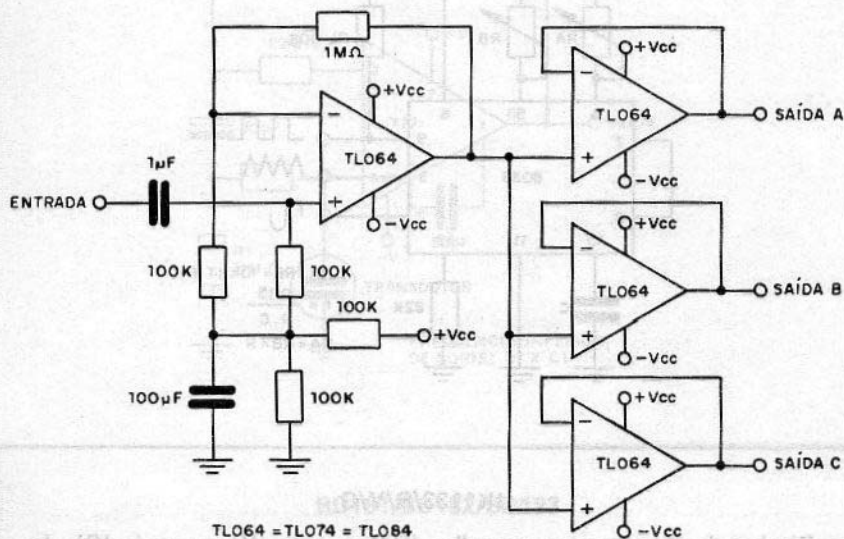 1MΩ
+Vcc
TL064
-Vcc
1µF
ENTRADA
100K
100K
100K
+Vcc
100µF
100K
+Vcc
TL064
-Vcc
SAÍDA A
+Vcc
TL064
-Vcc
SAÍDA B
+Vcc
TL064
-Vcc
SAÍDA C
TL064 = TL074 = TL084